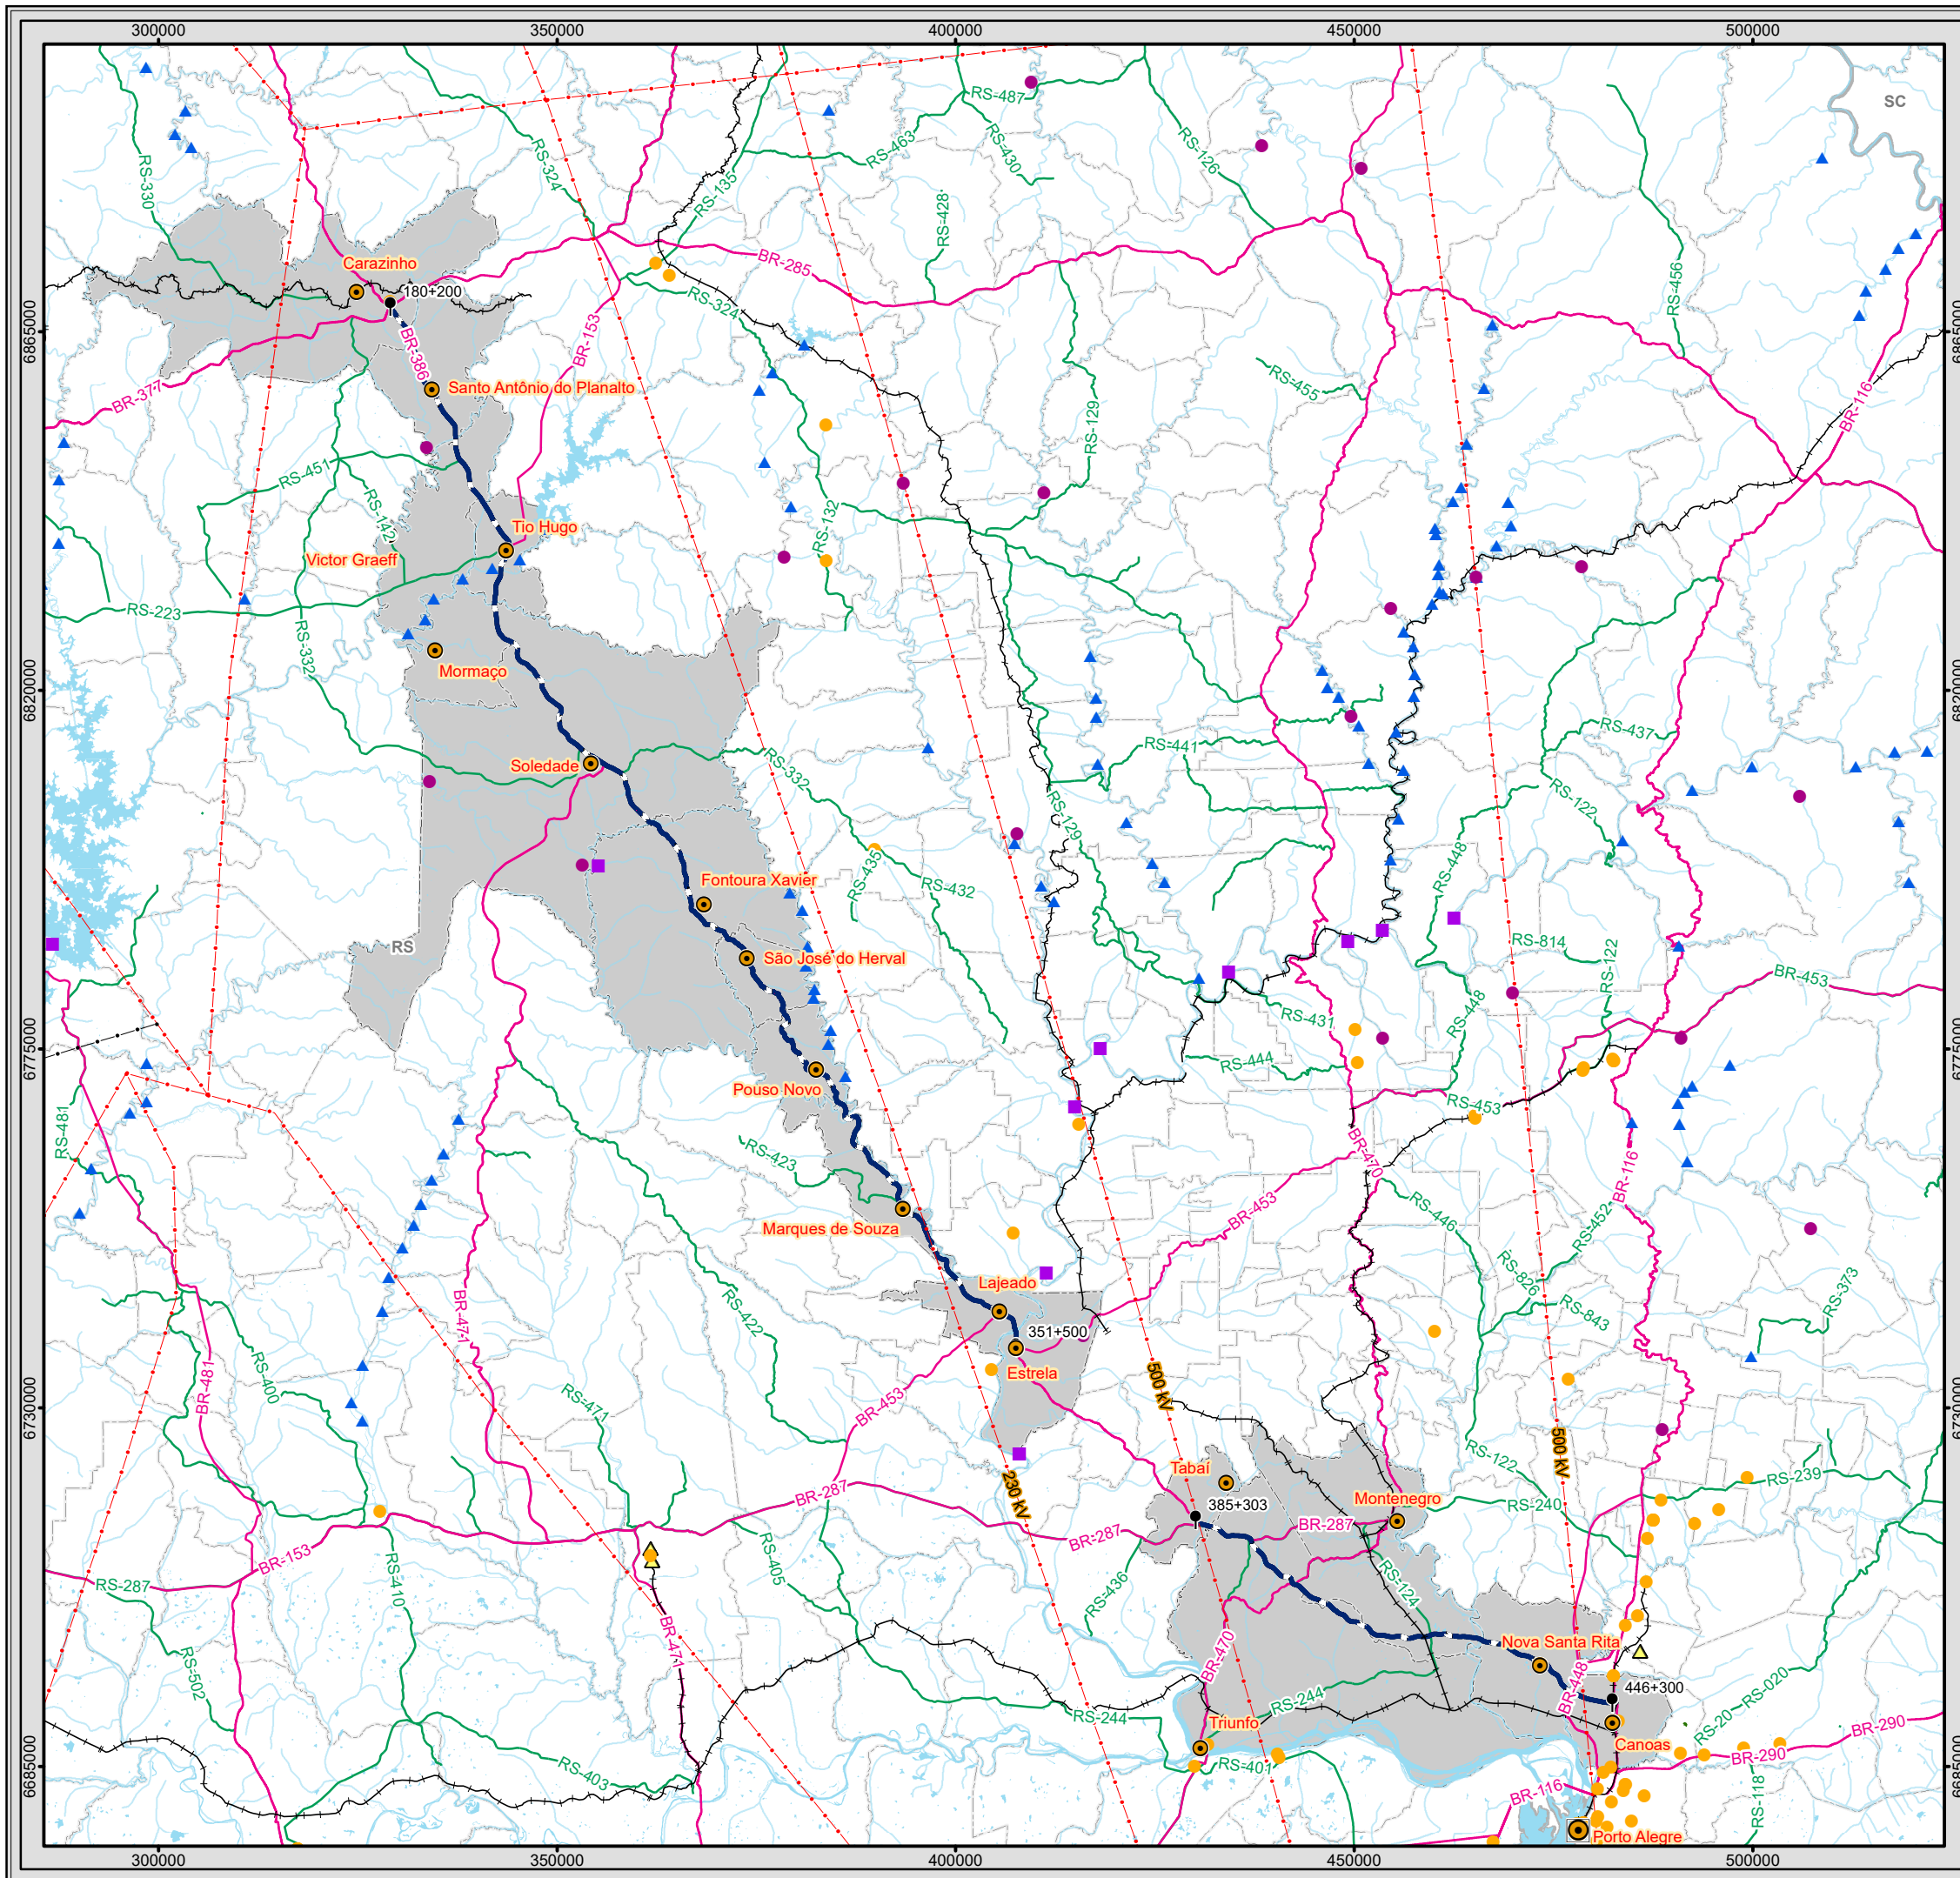 300000
350000
400000
450000
500000
SC
RS-487
RS-463
RS-430
RS-126
RS-324
RS-330
RS-135
RS-428
RS-456
BR-285
Carazinho
180+200
RS-324
6865000
6865000
BR-153
BR-386
BR-377
Santo Antônio do Planalto
RS-455
BR-116
RS-129
RS-451
RS-142
RS-132
Tio Hugo
Victor Graeff
RS-223
RS-332
Mormaço
6820000
6820000
RS-437
RS-441
Soledade
RS-332
RS-122
RS-129
RS-448
RS-435
RS-432
Fontoura Xavier
RS
RS-814
RS-122
São José do Herval
BR-453
RS-448
RS-431
6775000
6775000
RS-444
Pouso Novo
RS-453
RS-481
BR-470
RS-423
BR-116
BR-453
RS-446
RS-452
Marques de Souza
RS-826
Lajeado
RS-373
RS-843
BR-471
RS-422
351+500
Estrela
500 kV
BR-481
RS-400
RS-471
BR-453
6730000
6730000
500 kV
RS-122
Tabaí
RS-239
230 kV
BR-287
385+303
Montenegro
RS-240
BR-287
BR-287
BR-153
RS-405
RS-287
RS-410
RS-436
RS-124
BR-471
BR-470
Nova Santa Rita
RS-502
BR-448
446+300
RS-244
RS-20
RS-020
RS-244
Triunfo
BR-290
Canoas
BR-290
RS-401
RS-403
6685000
6685000
BR-116
RS-118
Porto Alegre
300000
350000
400000
450000
500000